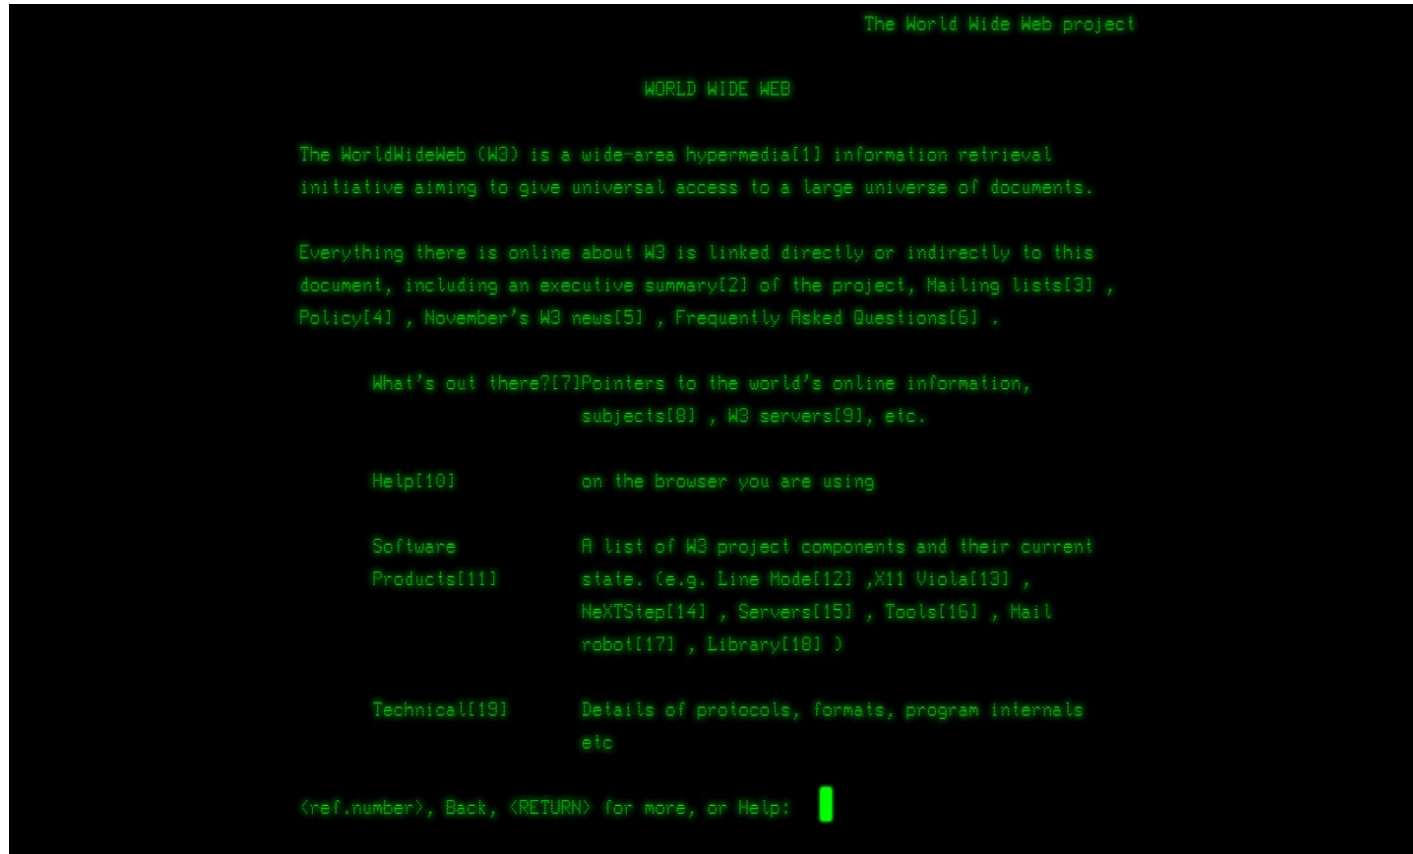 The World Wide Web project
WORLD WIDE WEB
The WorldWideWeb (W3) is a wide-area hypermedia[1] information retrieval
initiative aiming to give universal access to a large universe of documents.
Everything there is online about W3 is linked directly or indirectly to this
document, including an executive summary[2] of the project, Mailing lists[3] ,
Policy[4] , November's W3 news[5] , Frequently Asked Questions[6] .
What's out there?[7]Pointers to the world's online information,
subjects[8] , W3 servers[9], etc.
Help[10] on the browser you are using
Software A list of W3 project components and their current
Products[11] state. (e.g. Line Mode[12] ,X11 Viola[13] ,
NeXTStep[14] , Servers[15] , Tools[16] , Mail
robot[17] , Library[18] )
Technical[19] Details of protocols, formats, program internals
etc
<ref.number>, Back, <RETURN> for more, or Help: